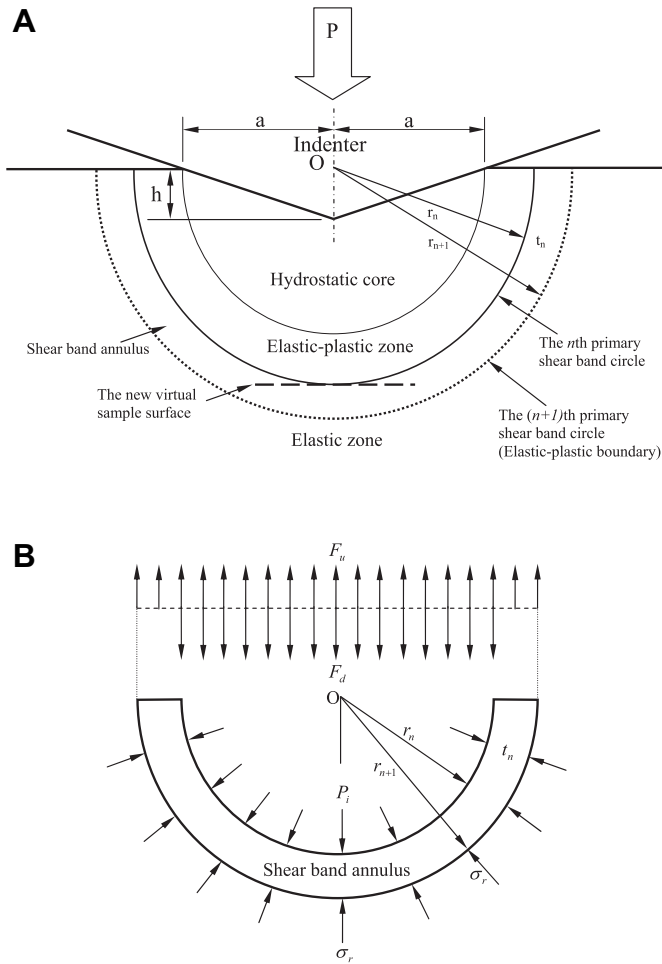 A
P
a
a
Indenter
O
h
r_n
t_n
r_{n+1}
Hydrostatic core
Shear band annulus
Elastic-plastic zone
The nth primary
shear band circle
The new virtual
sample surface
The (n+1)th primary
shear band circle
(Elastic-plastic boundary)
Elastic zone
B
F_u
F_d
O
r_n
t_n
r_{n+1}
P_i
Shear band annulus
σ_r
σ_r